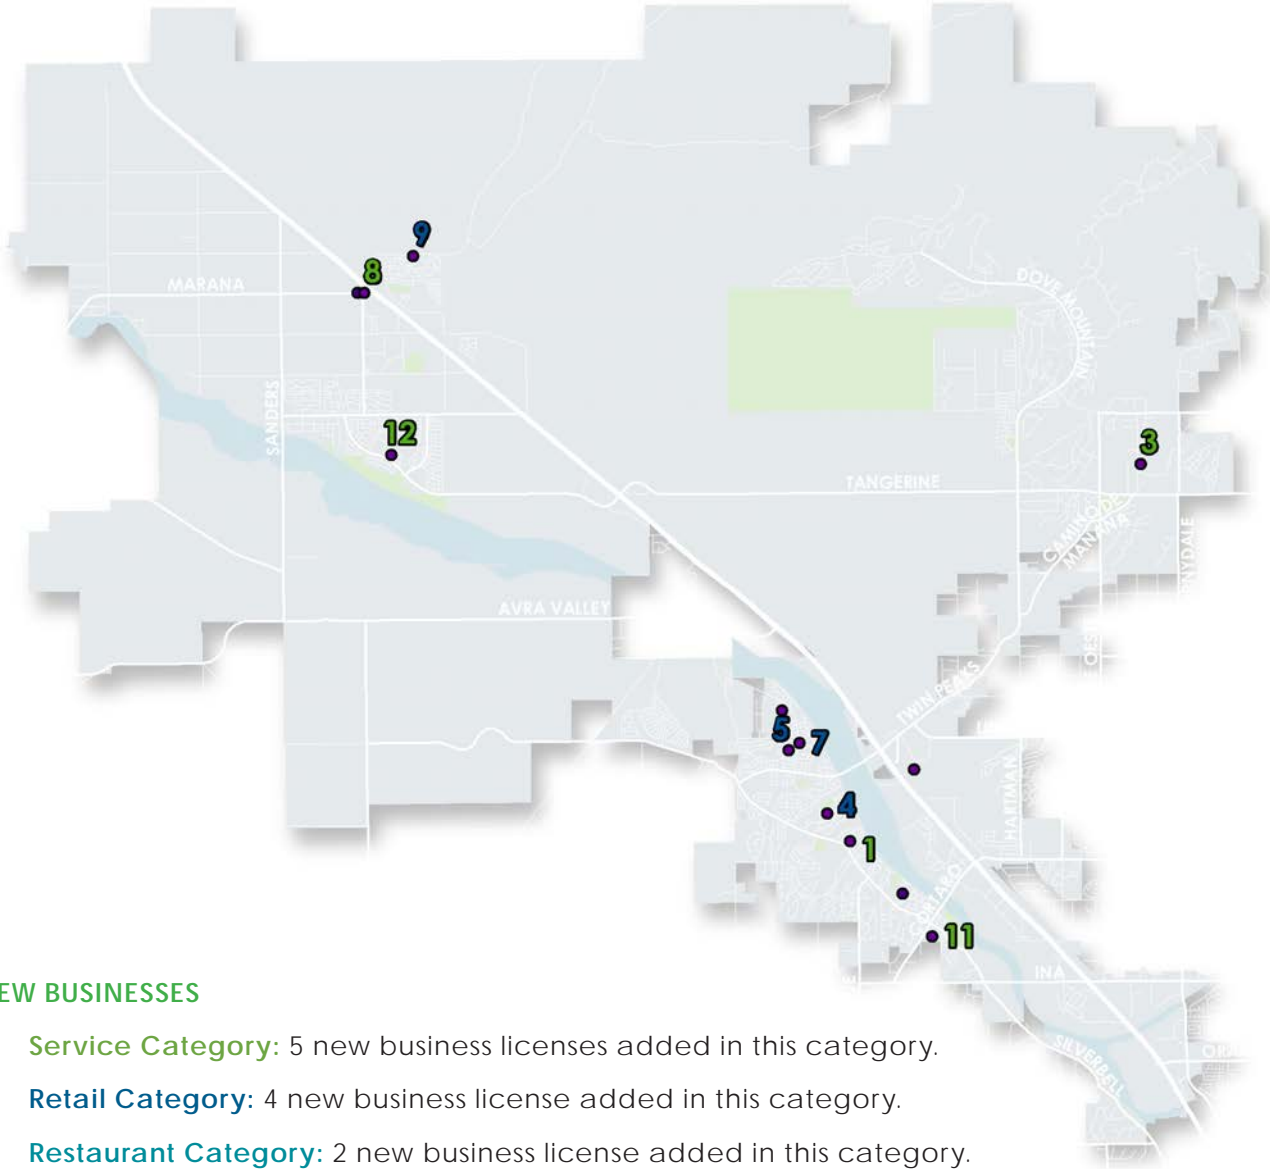 9
8
MARANA
DOVE MOUNTAIN
SANDERS
12
3
TANGERINE
CAMINO DE
MANANA
AVRA VALLEY
TWIN PEAKS
5
7
HARTMAN
4
1
CORTARO
11
INA
SILVERBELL
EW BUSINESSES
Service Category: 5 new business licenses added in this category.
Retail Category: 4 new business license added in this category.
Restaurant Category: 2 new business license added in this category.